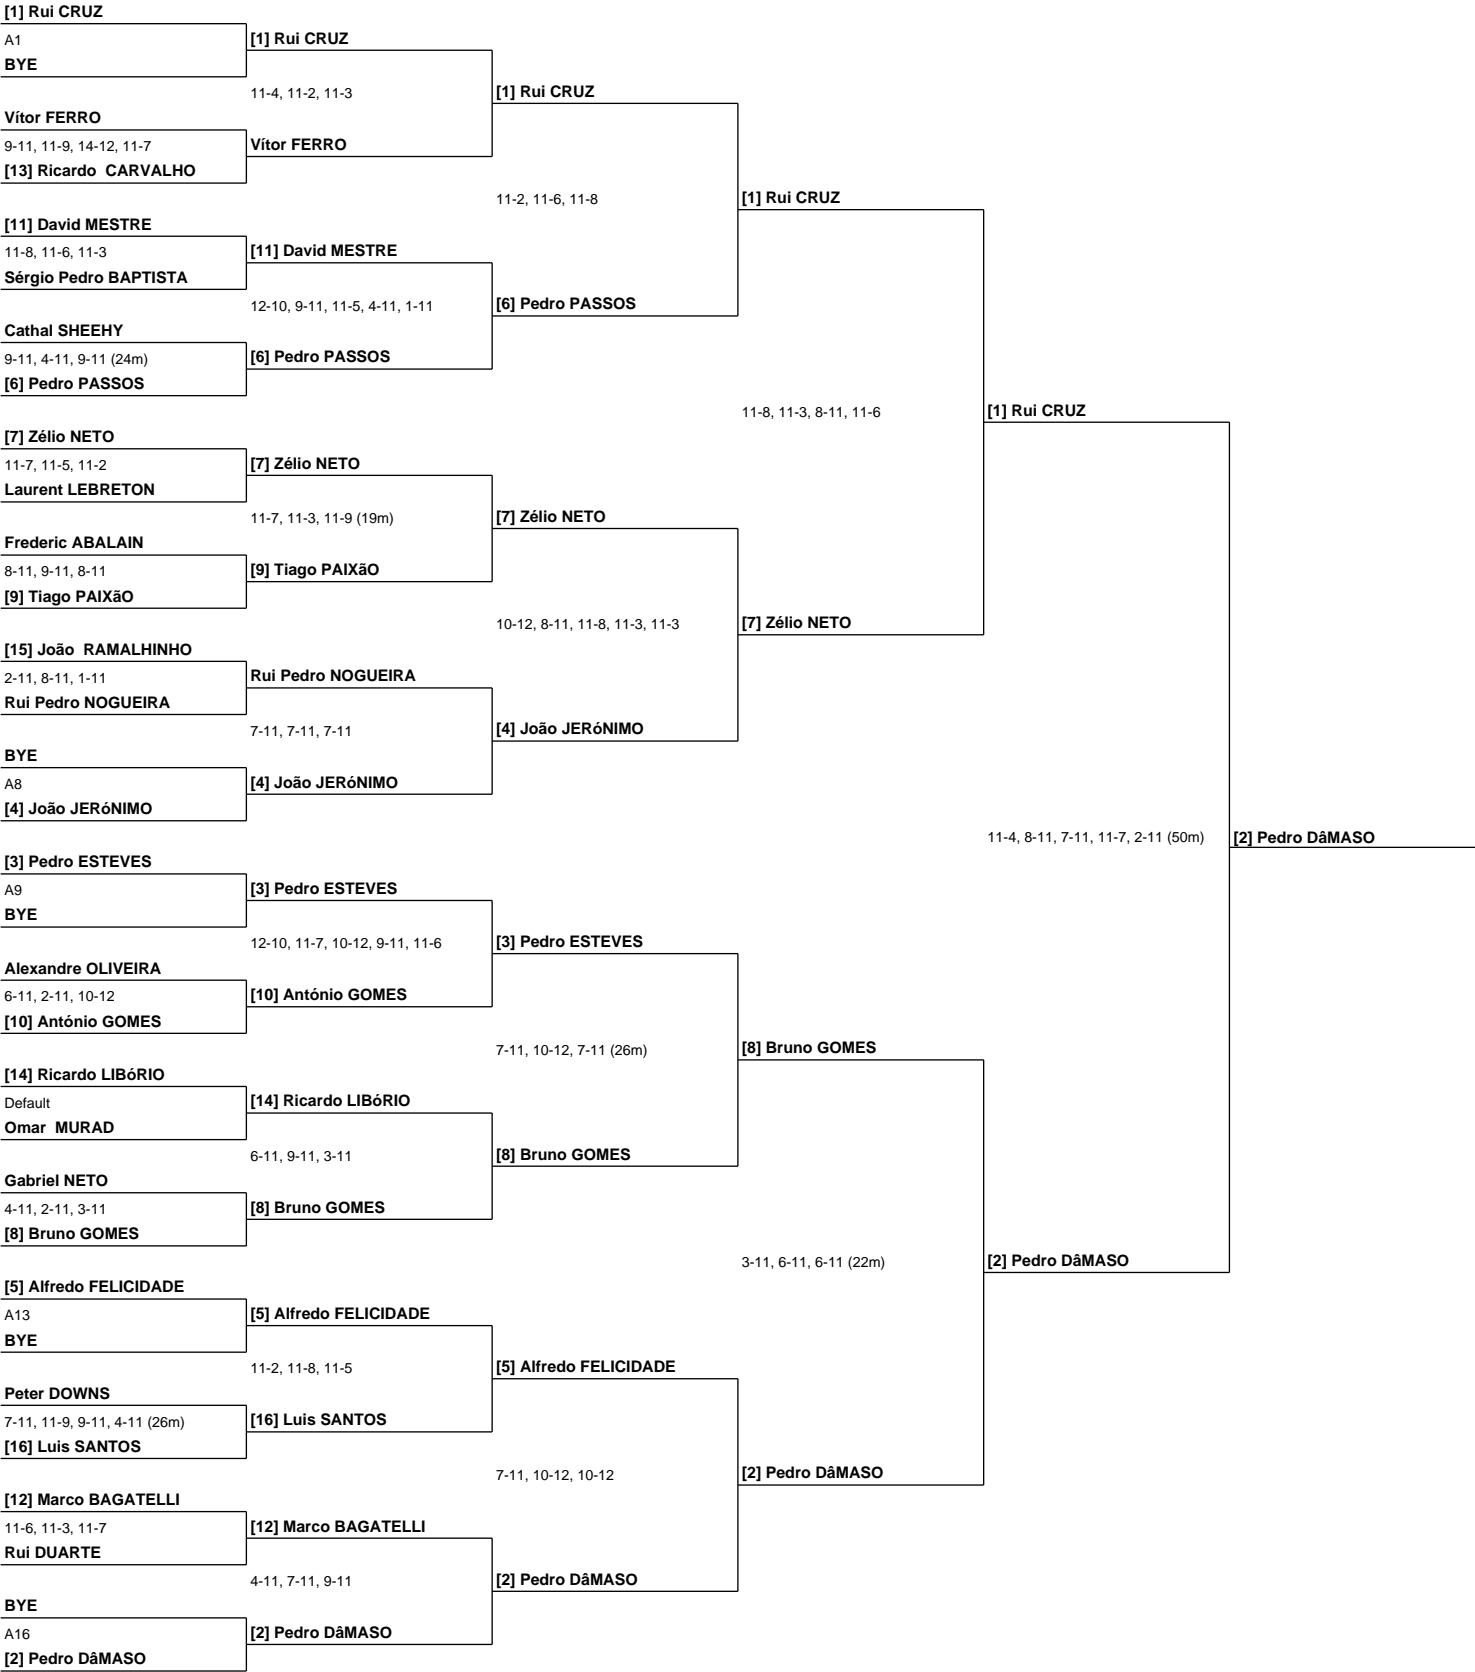 [1] Rui CRUZ
A1
BYE
Vítor FERRO
9-11, 11-9, 14-12, 11-7
[13] Ricardo  CARVALHO
[11] David MESTRE
11-8, 11-6, 11-3
Sérgio Pedro BAPTISTA
Cathal SHEEHY
9-11, 4-11, 9-11 (24m)
[6] Pedro PASSOS
[7] Zélio NETO
11-7, 11-5, 11-2
Laurent LEBRETON
Frederic ABALAIN
8-11, 9-11, 8-11
[9] Tiago PAIXãO
[15] João  RAMALHINHO
2-11, 8-11, 1-11
Rui Pedro NOGUEIRA
BYE
A8
[4] João JERóNIMO
[3] Pedro ESTEVES
A9
BYE
Alexandre OLIVEIRA
6-11, 2-11, 10-12
[10] António GOMES
[14] Ricardo LIBóRIO
Default
Omar  MURAD
Gabriel NETO
4-11, 2-11, 3-11
[8] Bruno GOMES
[5] Alfredo FELICIDADE
A13
BYE
Peter DOWNS
7-11, 11-9, 9-11, 4-11 (26m)
[16] Luis SANTOS
[12] Marco BAGATELLI
11-6, 11-3, 11-7
Rui DUARTE
BYE
A16
[2] Pedro DâMASO
[1] Rui CRUZ
11-4, 11-2, 11-3
Vítor FERRO
[11] David MESTRE
12-10, 9-11, 11-5, 4-11, 1-11
[6] Pedro PASSOS
[7] Zélio NETO
11-7, 11-3, 11-9 (19m)
[9] Tiago PAIXãO
Rui Pedro NOGUEIRA
7-11, 7-11, 7-11
[4] João JERóNIMO
[3] Pedro ESTEVES
12-10, 11-7, 10-12, 9-11, 11-6
[10] António GOMES
[14] Ricardo LIBóRIO
6-11, 9-11, 3-11
[8] Bruno GOMES
[5] Alfredo FELICIDADE
11-2, 11-8, 11-5
[16] Luis SANTOS
[12] Marco BAGATELLI
4-11, 7-11, 9-11
[2] Pedro DâMASO
[1] Rui CRUZ
11-2, 11-6, 11-8
[6] Pedro PASSOS
[7] Zélio NETO
10-12, 8-11, 11-8, 11-3, 11-3
[4] João JERóNIMO
[3] Pedro ESTEVES
7-11, 10-12, 7-11 (26m)
[8] Bruno GOMES
[5] Alfredo FELICIDADE
7-11, 10-12, 10-12
[2] Pedro DâMASO
[1] Rui CRUZ
11-8, 11-3, 8-11, 11-6
[7] Zélio NETO
[8] Bruno GOMES
3-11, 6-11, 6-11 (22m)
[2] Pedro DâMASO
[1] Rui CRUZ
11-4, 8-11, 7-11, 11-7, 2-11 (50m)
[2] Pedro DâMASO
[2] Pedro DâMASO